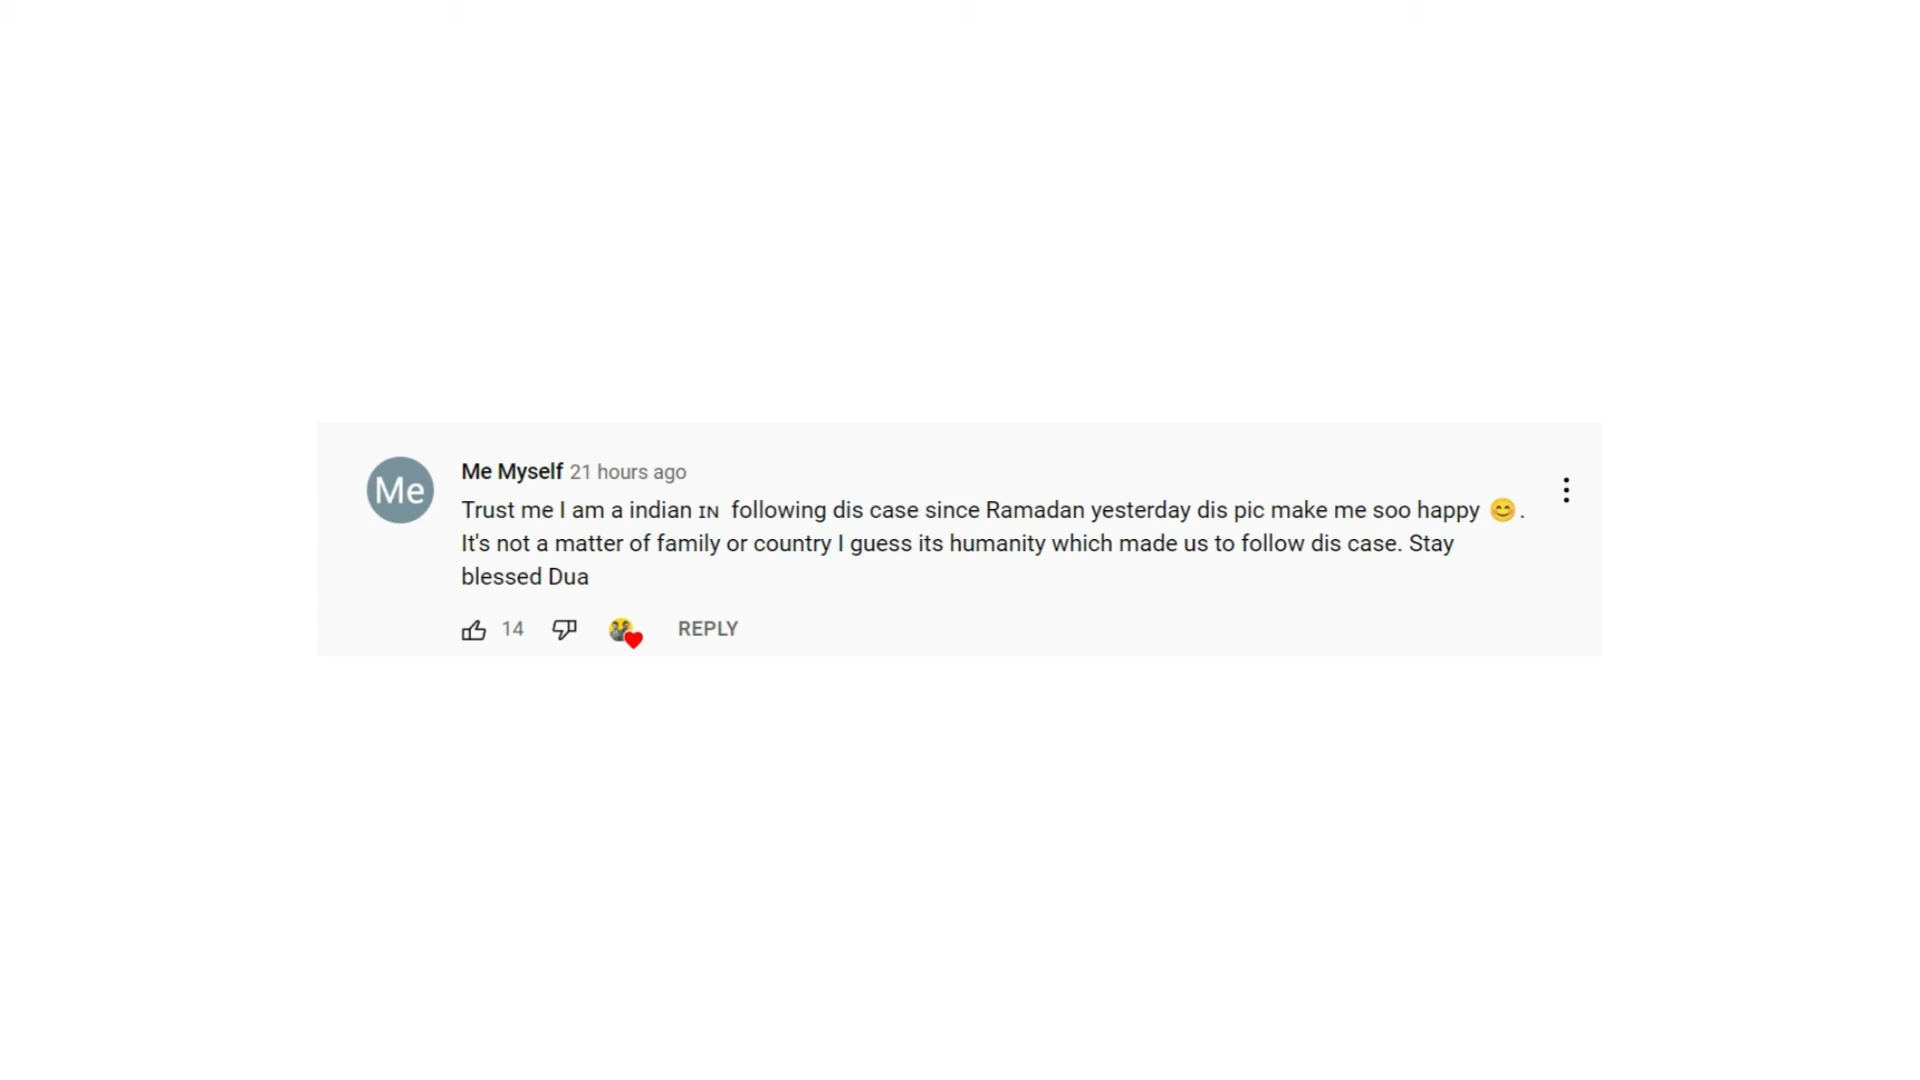 Me
Me Myself 21 hours ago
Trust me I am a indian IN following dis case since Ramadan yesterday dis pic make me soo happy 😊.
It's not a matter of family or country I guess its humanity which made us to follow dis case. Stay
blessed Dua
14 REPLY